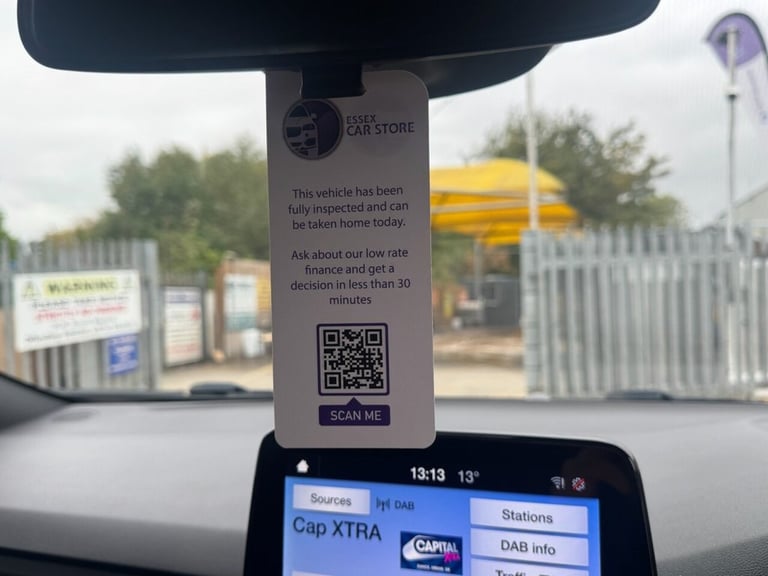 ESSEX
CAR STORE
This vehicle has been
fully inspected and can
be taken home today.
Ask about our low rate
finance and get a
decision in less than 30
minutes
SCAN ME
WARNING
13:13 13°
Sources
DAB
Cap XTRA
CAPITAL
XTRA
Stations
DAB info